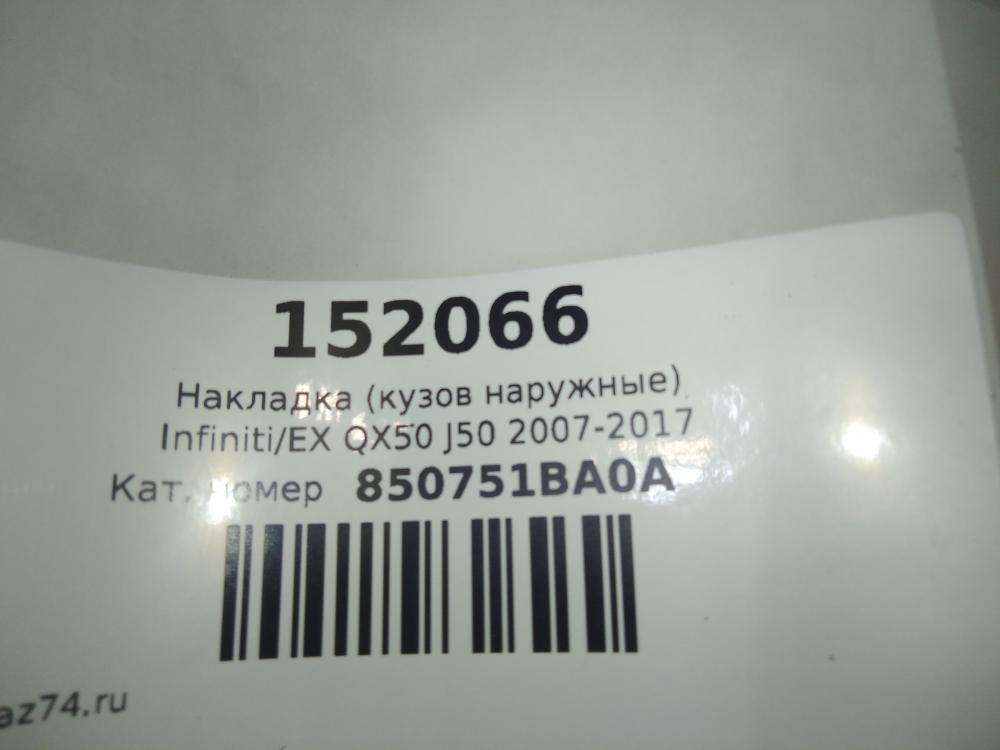 152066
Накладка (кузов наружные)
Infiniti/EX QX50 J50 2007-2017
Кат. номер 850751BA0A
az74.ru